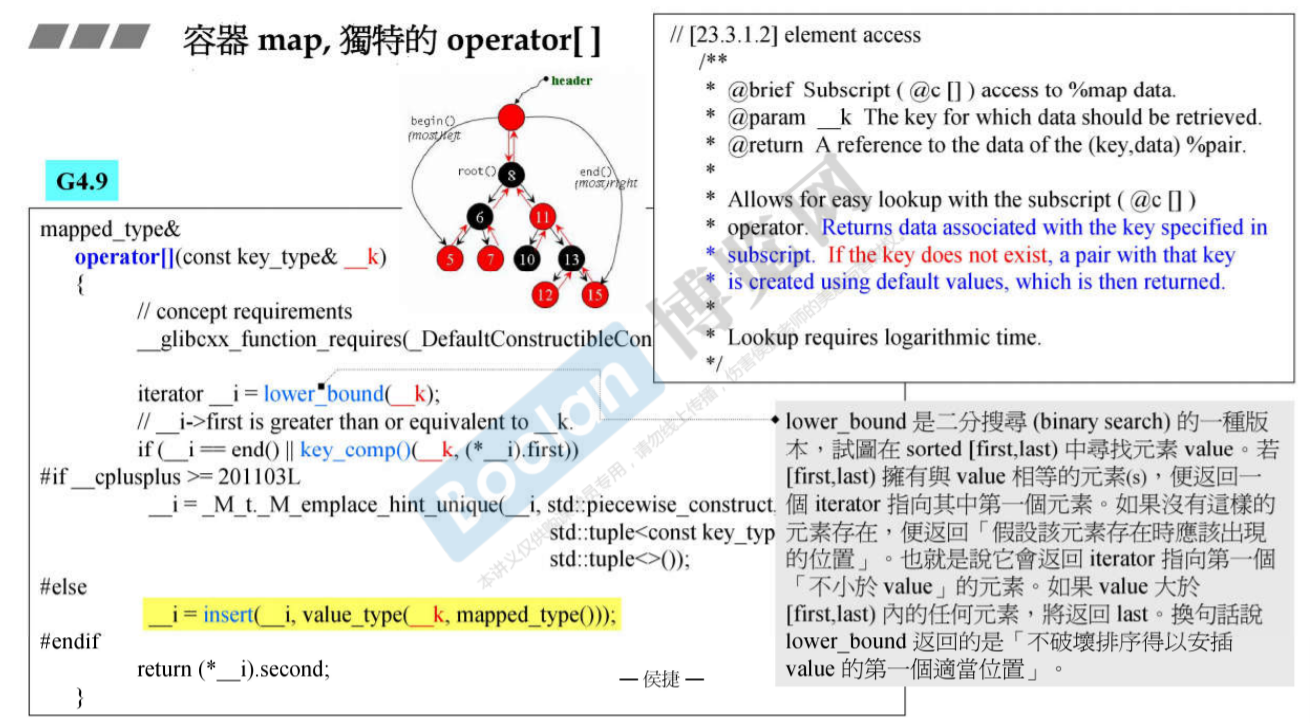 容器 map, 獨特的 operator[ ]
// [23.3.1.2] element access
/**
* @brief Subscript ( @c [] ) access to %map data.
* @param __k The key for which data should be retrieved.
* @return A reference to the data of the (key,data) %pair.
*
* Allows for easy lookup with the subscript ( @c [] )
* operator. Returns data associated with the key specified in
* subscript. If the key does not exist, a pair with that key
* is created using default values, which is then returned.
*
* Lookup requires logarithmic time.
*/
header
begin()
(most)left
root()
end()
(most)right
8
6
11
5
7
10
13
12
15
G4.9
mapped_type&
operator[](const key_type& __k)
{
// concept requirements
__glibcxx_function_requires(_DefaultConstructibleCon
iterator __i = lower_bound(__k);
// __i->first is greater than or equivalent to __k.
if (__i == end() || key_comp()(__k, (*__i).first))
#if __cplusplus >= 201103L
__i = _M_t._M_emplace_hint_unique(__i, std::piecewise_construct,
std::tuple<const key_typ
std::tuple<>());
#else
__i = insert(__i, value_type(__k, mapped_type()));
#endif
return (*__i).second;
}
lower_bound 是二分搜尋 (binary search) 的一種版
本，試圖在 sorted [first,last) 中尋找元素 value。若
[first,last) 擁有與 value 相等的元素(s)，便返回一
個 iterator 指向其中第一個元素。如果沒有這樣的
元素存在，便返回「假設該元素存在時應該出現
的位置」。也就是說它會返回 iterator 指向第一個
「不小於 value」的元素。如果 value 大於
[first,last) 內的任何元素，將返回 last。換句話說
lower_bound 返回的是「不破壞排序得以安插
value 的第一個適當位置」。
— 侯捷 —
Boolan 博览网